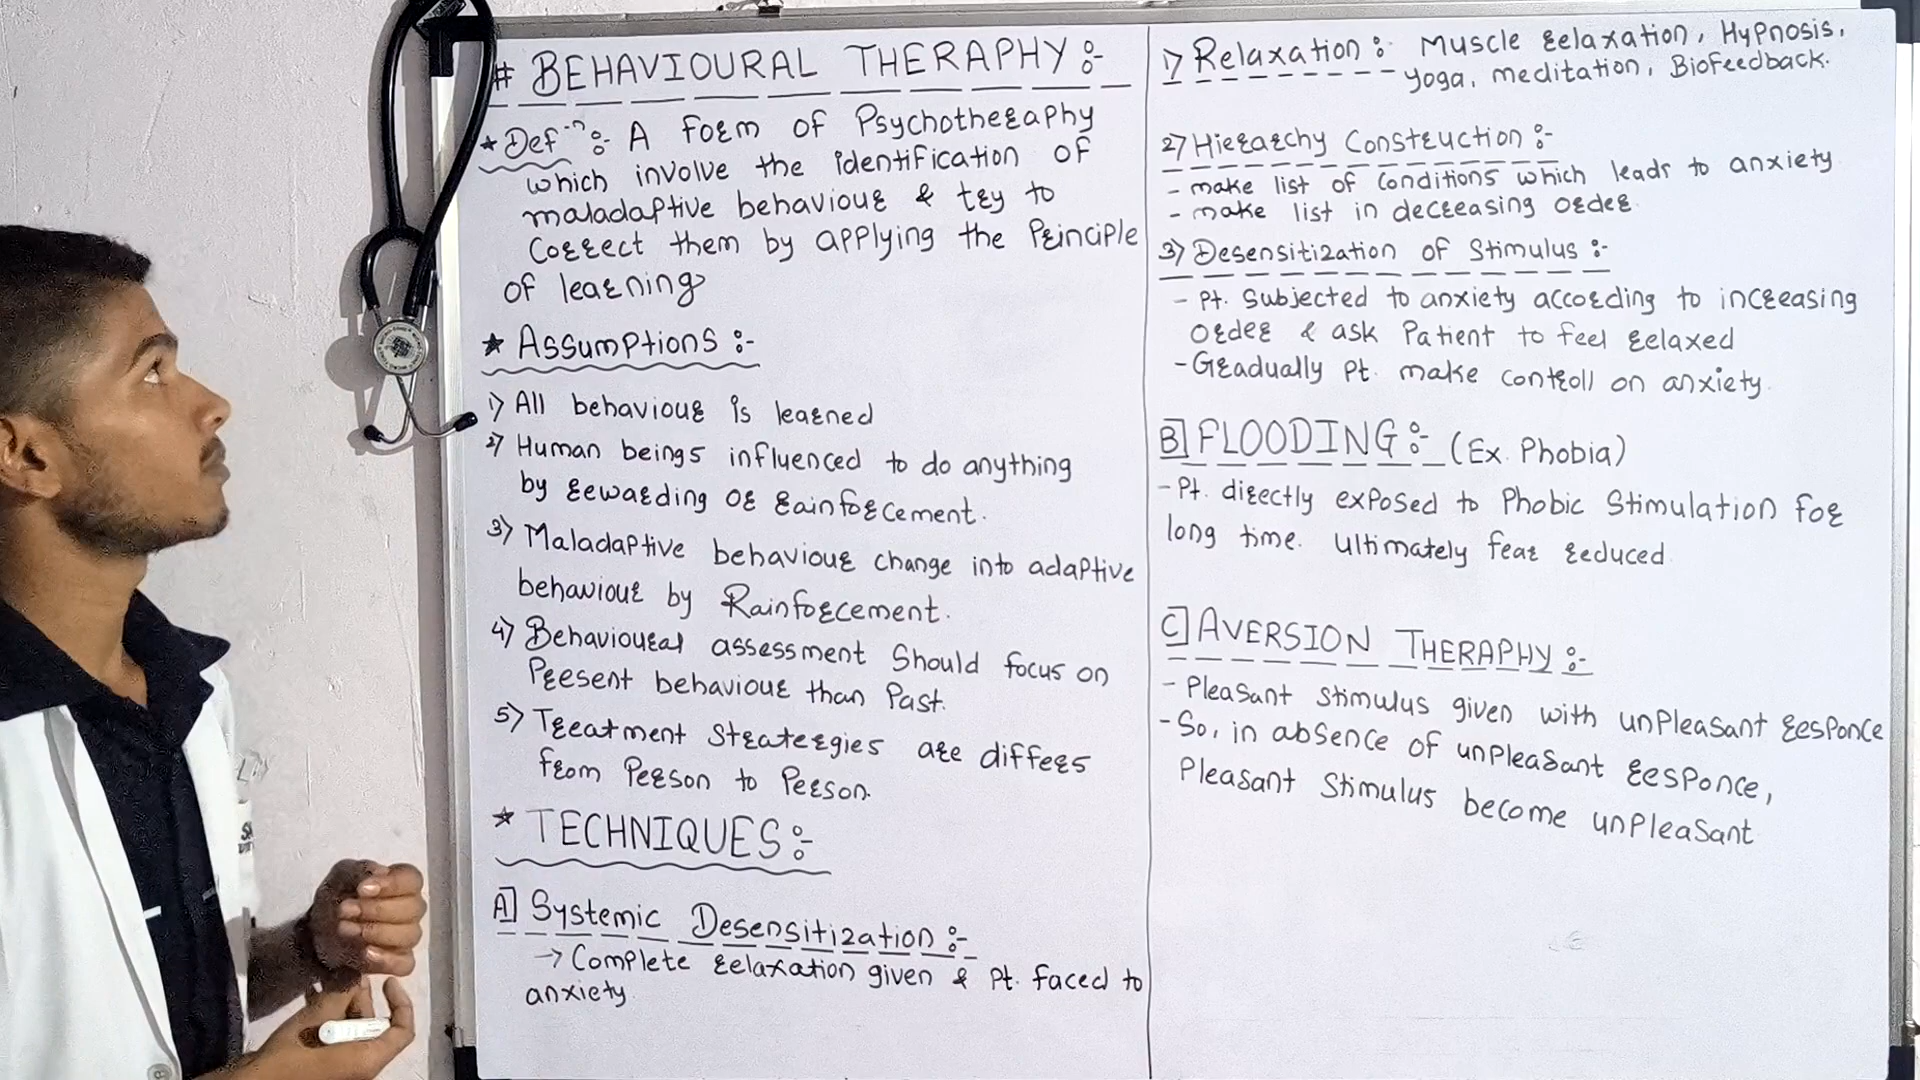 # BEHAVIOURAL THERAPHY :-
* Defⁿ :- A form of Psychotheraphy
which involve the identification of
maladaptive behaviour & try to
Correct them by applying the Principle
of learning
* Assumptions :-
1) All behaviour is learned
2) Human beings influenced to do anything
by rewarding or rainforcement.
3) Maladaptive behaviour change into adaptive
behaviour by Rainforcement.
4) Behavioural assessment should focus on
Present behaviour than Past.
5) Treeatment Stratergies are differs
from Person to Person.
* TECHNIQUES :-
A] Systemic Desensitization :-
→ Complete relaxation given & Pt. faced to
anxiety
1) Relaxation :- Muscle relaxation, Hypnosis,
yoga, meditation, Biofeedback.
2) Hierarchy Construction :-
- make list of Conditions which leads to anxiety
- make list in decreasing order
3) Desensitization of Stimulus :-
- Pt. Subjected to anxiety according to increasing
order & ask Patient to feel relaxed
- Gradually Pt. make controll on anxiety.
B] FLOODING :- (Ex. Phobia)
- Pt. directly exposed to Phobic Stimulation for
long time. Ultimately fear reduced.
C] AVERSION THERAPHY :-
- Pleasant stimulus given with unPleasant responce
- So, in absence of unpleasant responce,
Pleasant Stimulus become unPleasant